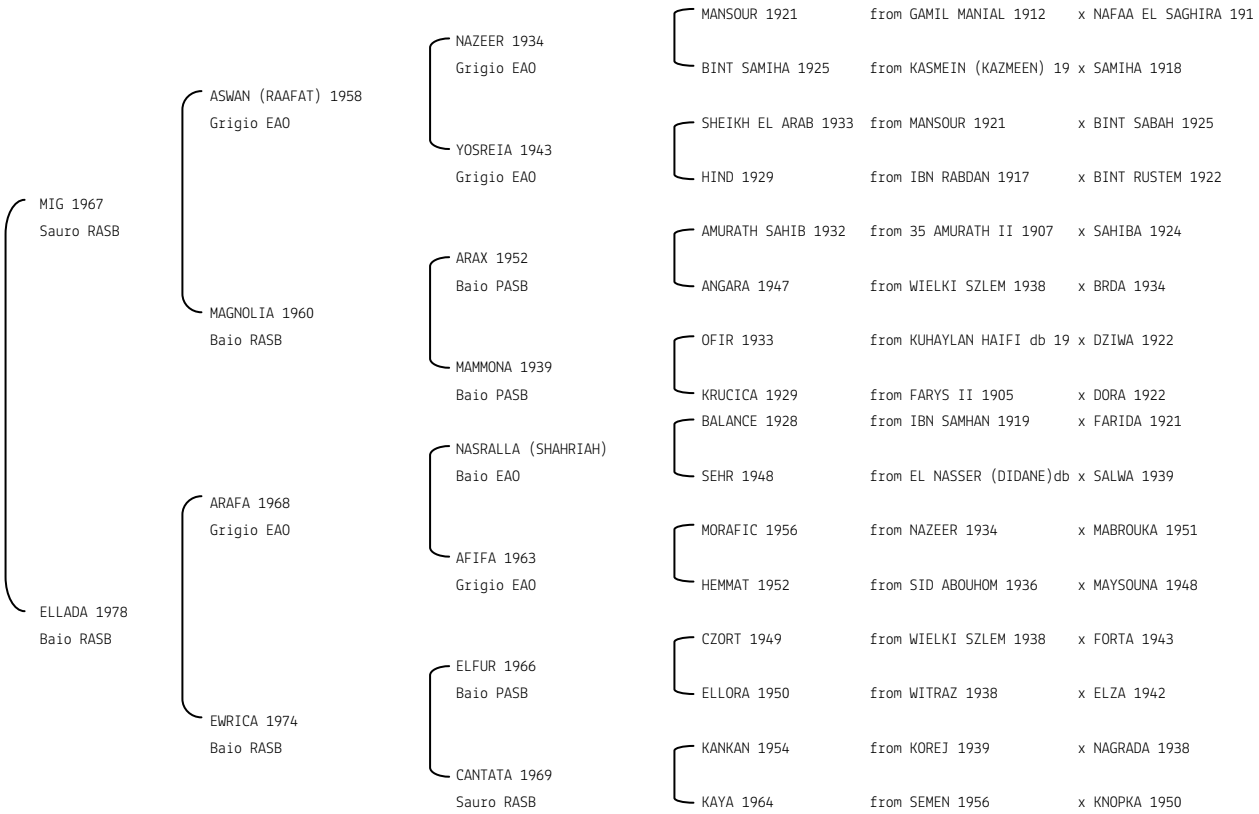 MANSOUR 1921 from GAMIL MANIAL 1912 x NAFAA EL SAGHIRA 191
NAZEER 1934
Grigio EAO
BINT SAMIHA 1925 from KASMEIN (KAZMEEN) 19 x SAMIHA 1918
ASWAN (RAAFAT) 1958
Grigio EAO
SHEIKH EL ARAB 1933 from MANSOUR 1921 x BINT SABAH 1925
YOSREIA 1943
Grigio EAO
HIND 1929 from IBN RABDAN 1917 x BINT RUSTEM 1922
MIG 1967
Sauro RASB
AMURATH SAHIB 1932 from 35 AMURATH II 1907 x SAHIBA 1924
ARAX 1952
Baio PASB
ANGARA 1947 from WIELKI SZLEM 1938 x BRDA 1934
MAGNOLIA 1960
Baio RASB
OFIR 1933 from KUHAYLAN HAIFI db 19 x DZIWA 1922
MAMMONA 1939
Baio PASB
KRUCICA 1929 from FARYS II 1905 x DORA 1922
BALANCE 1928 from IBN SAMHAN 1919 x FARIDA 1921
NASRALLA (SHAHRIAH)
Baio EAO
SEHR 1948 from EL NASSER (DIDANE)db x SALWA 1939
ARAFA 1968
Grigio EAO
MORAFIC 1956 from NAZEER 1934 x MABROUKA 1951
AFIFA 1963
Grigio EAO
HEMMAT 1952 from SID ABOUHOM 1936 x MAYSOUNA 1948
ELLADA 1978
Baio RASB
CZORT 1949 from WIELKI SZLEM 1938 x FORTA 1943
ELFUR 1966
Baio PASB
ELLORA 1950 from WITRAZ 1938 x ELZA 1942
EWRICA 1974
Baio RASB
KANKAN 1954 from KOREJ 1939 x NAGRADA 1938
CANTATA 1969
Sauro RASB
KAYA 1964 from SEMEN 1956 x KNOPKA 1950